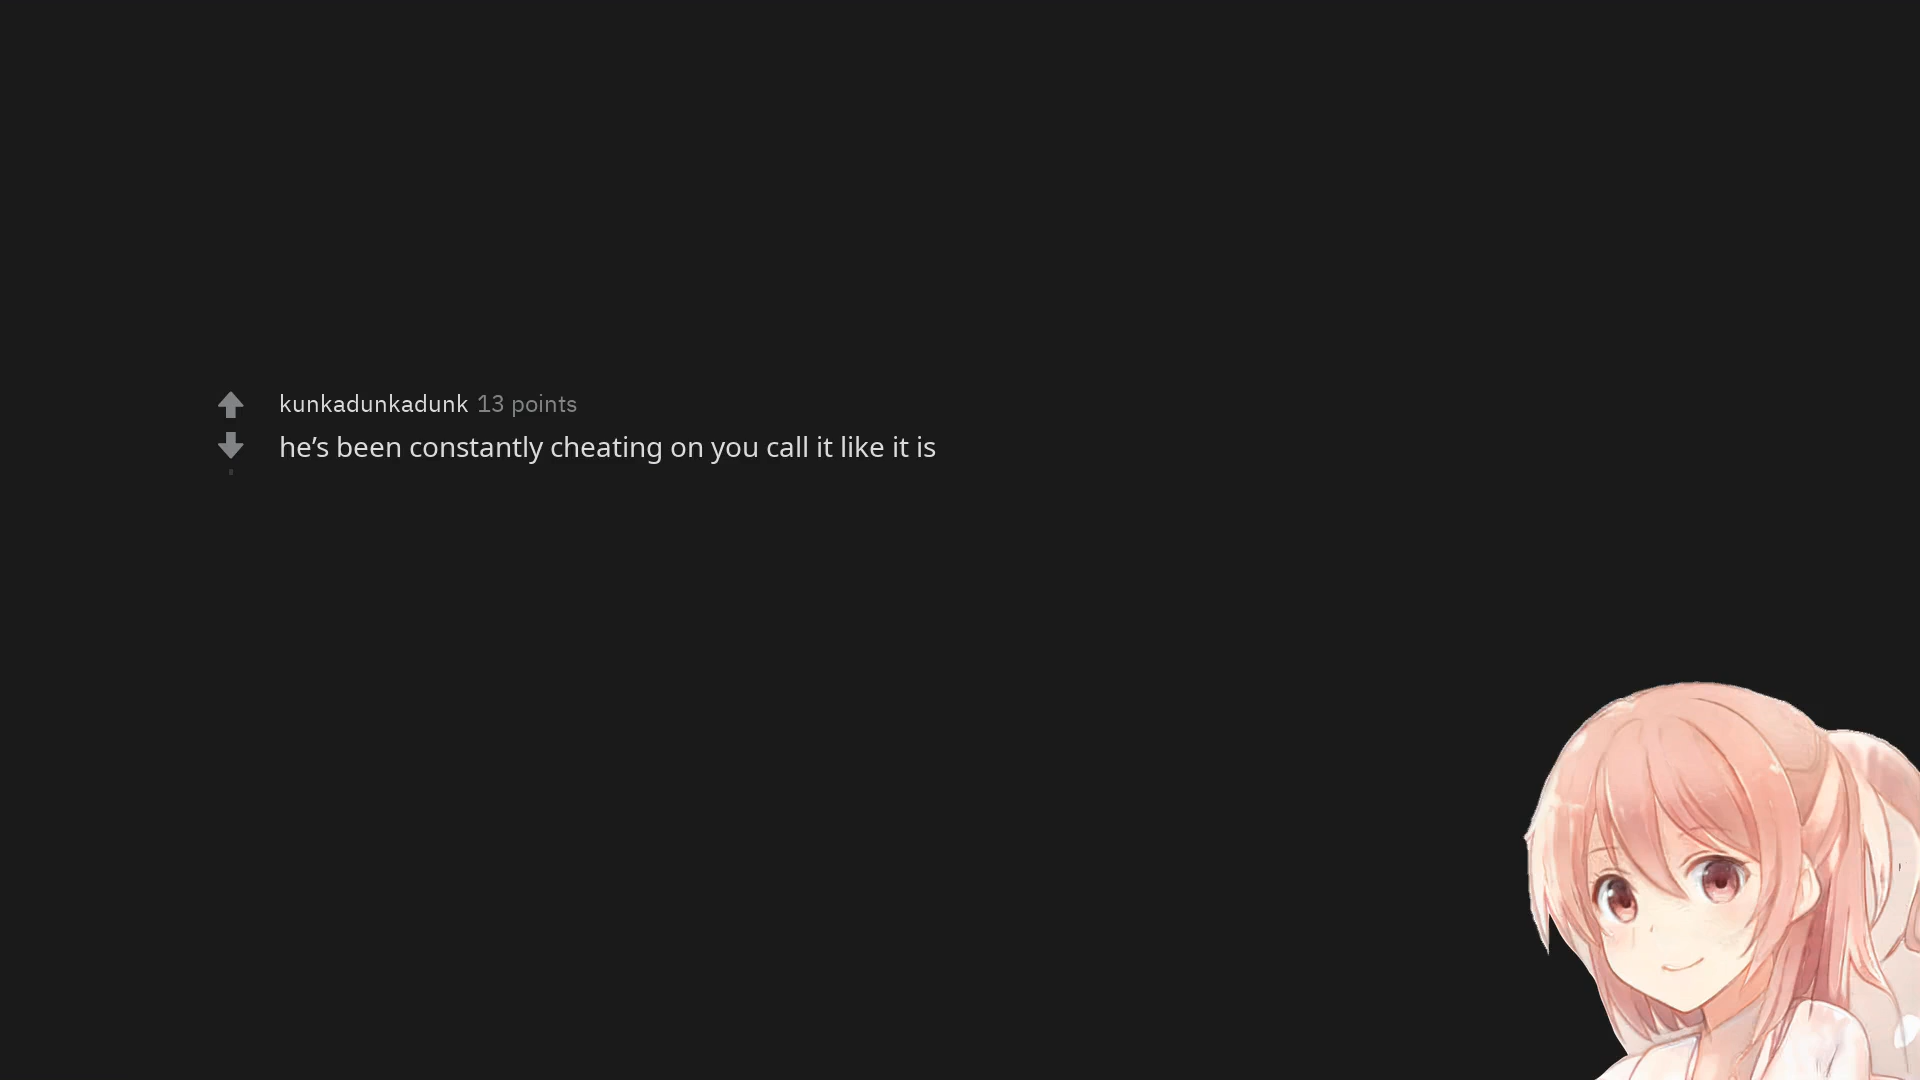 kunkadunkadunk 13 points
he’s been constantly cheating on you call it like it is